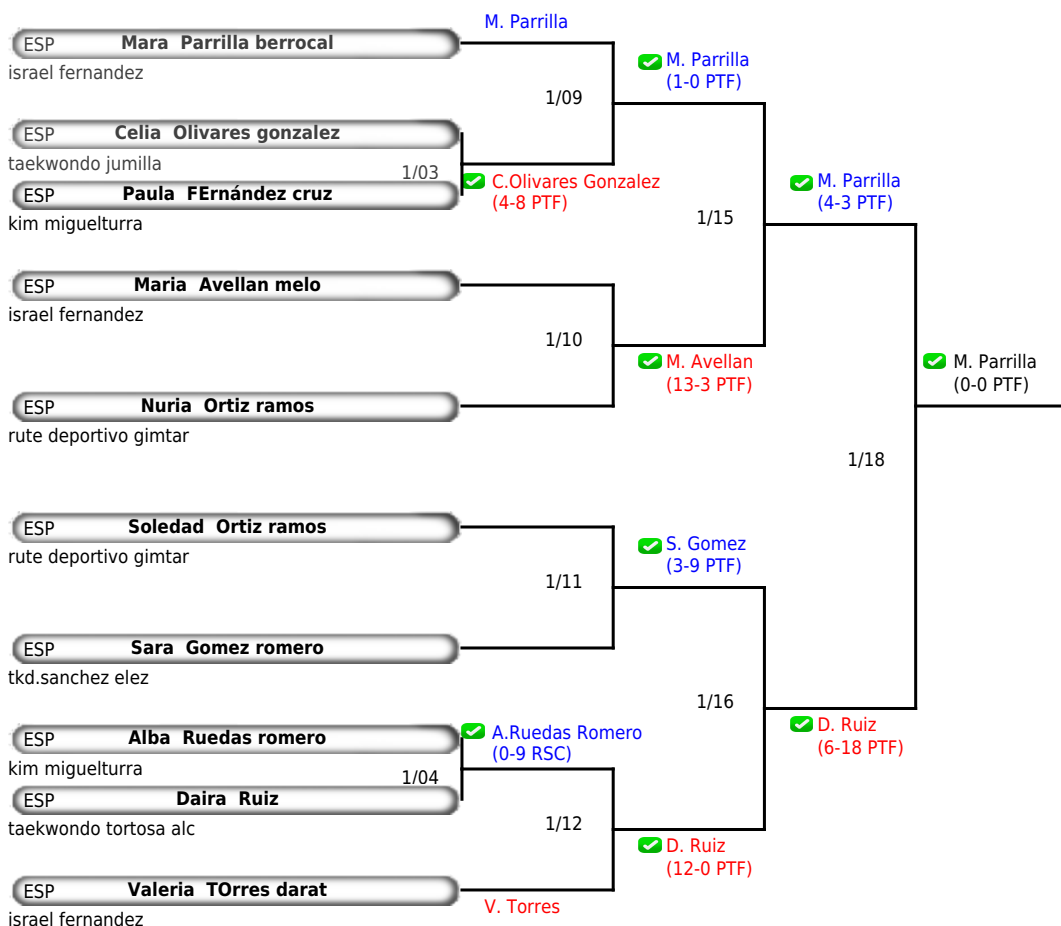 M. Parrilla
ESP Mara Parrilla berrocal
israel fernandez
M. Parrilla
(1-0 PTF)
1/09
ESP Celia Olivares gonzalez
taekwondo jumilla
1/03
C.Olivares Gonzalez
(4-8 PTF)
ESP Paula FErnández cruz
kim miguelturra
M. Parrilla
(4-3 PTF)
1/15
ESP Maria Avellan melo
israel fernandez
1/10
M. Avellan
(13-3 PTF)
M. Parrilla
(0-0 PTF)
ESP Nuria Ortiz ramos
rute deportivo gimtar
1/18
ESP Soledad Ortiz ramos
rute deportivo gimtar
S. Gomez
(3-9 PTF)
1/11
ESP Sara Gomez romero
tkd.sanchez elez
1/16
ESP Alba Ruedas romero
kim miguelturra
A.Ruedas Romero
(0-9 RSC)
D. Ruiz
(6-18 PTF)
1/04
ESP Daira Ruiz
taekwondo tortosa alc
1/12
D. Ruiz
(12-0 PTF)
ESP Valeria TOrres darat
israel fernandez
V. Torres